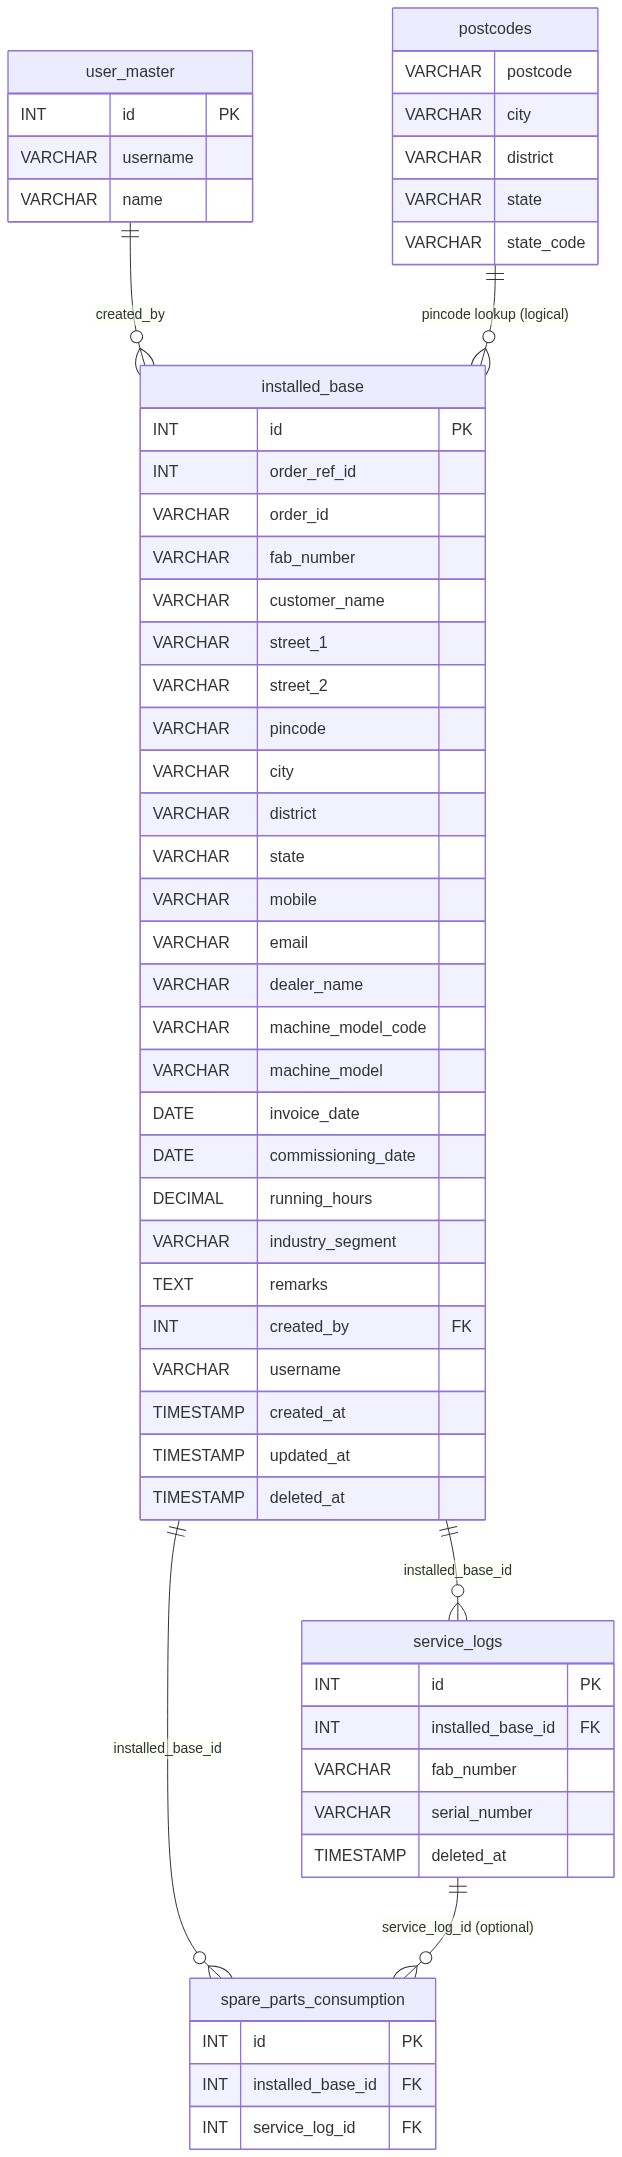 postcodes
VARCHAR postcode
VARCHAR city
VARCHAR district
VARCHAR state
VARCHAR state_code
user_master
INT id PK
VARCHAR username
VARCHAR name
created_by
pincode lookup (logical)
installed_base
INT id PK
INT order_ref_id
VARCHAR order_id
VARCHAR fab_number
VARCHAR customer_name
VARCHAR street_1
VARCHAR street_2
VARCHAR pincode
VARCHAR city
VARCHAR district
VARCHAR state
VARCHAR mobile
VARCHAR email
VARCHAR dealer_name
VARCHAR machine_model_code
VARCHAR machine_model
DATE invoice_date
DATE commissioning_date
DECIMAL running_hours
VARCHAR industry_segment
TEXT remarks
INT created_by FK
VARCHAR username
TIMESTAMP created_at
TIMESTAMP updated_at
TIMESTAMP deleted_at
installed_base_id
service_logs
INT id PK
INT installed_base_id FK
VARCHAR fab_number
VARCHAR serial_number
TIMESTAMP deleted_at
installed_base_id
service_log_id (optional)
spare_parts_consumption
INT id PK
INT installed_base_id FK
INT service_log_id FK